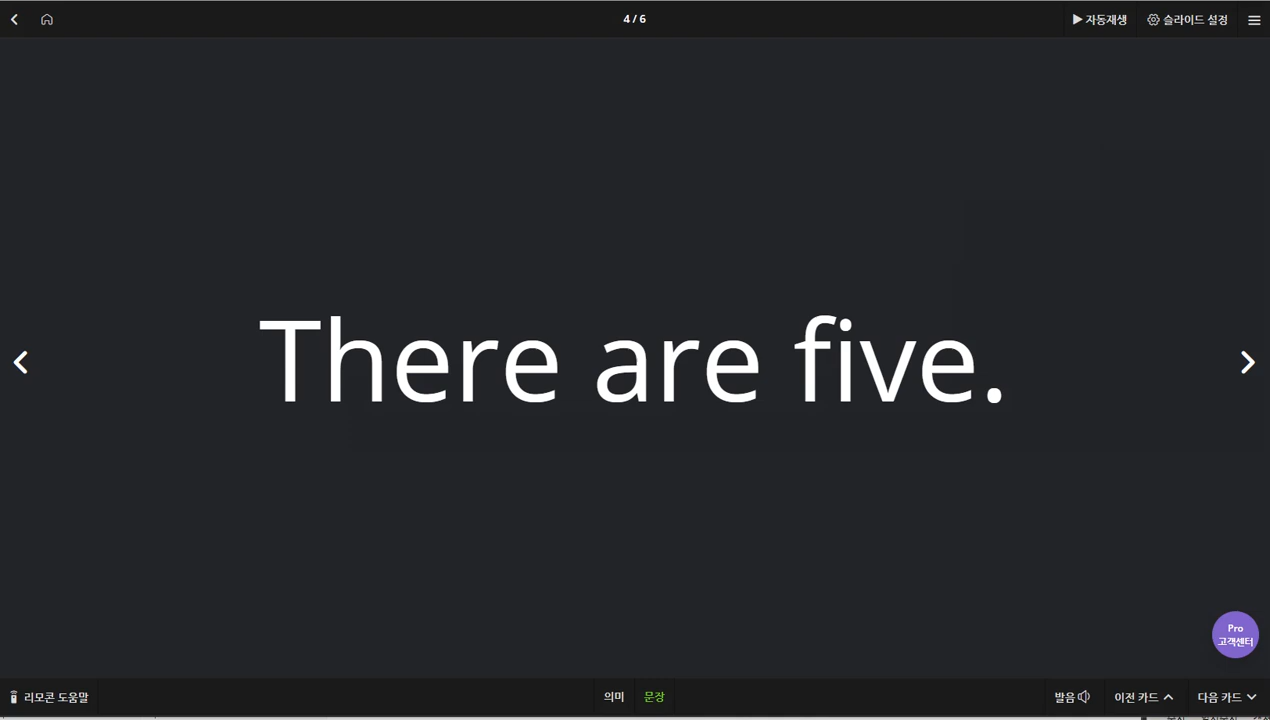 4 / 6
자동재생
슬라이드 설정
There are five.
Pro
고객센터
리모콘 도움말
의미
문장
발음
이전 카드
다음 카드